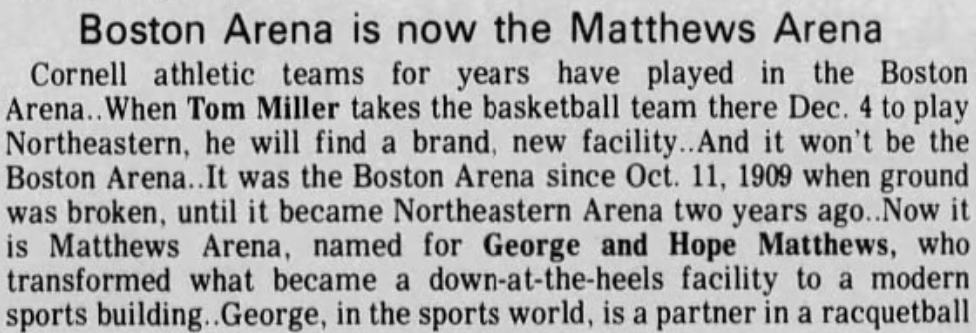 Boston Arena is now the Matthews Arena
Cornell athletic teams for years have played in the Boston
Arena..When Tom Miller takes the basketball team there Dec. 4 to play
Northeastern, he will find a brand, new facility..And it won't be the
Boston Arena..It was the Boston Arena since Oct. 11, 1909 when ground
was broken, until it became Northeastern Arena two years ago..Now it
is Matthews Arena, named for George and Hope Matthews, who
transformed what became a down-at-the-heels facility to a modern
sports building..George, in the sports world, is a partner in a racquetball